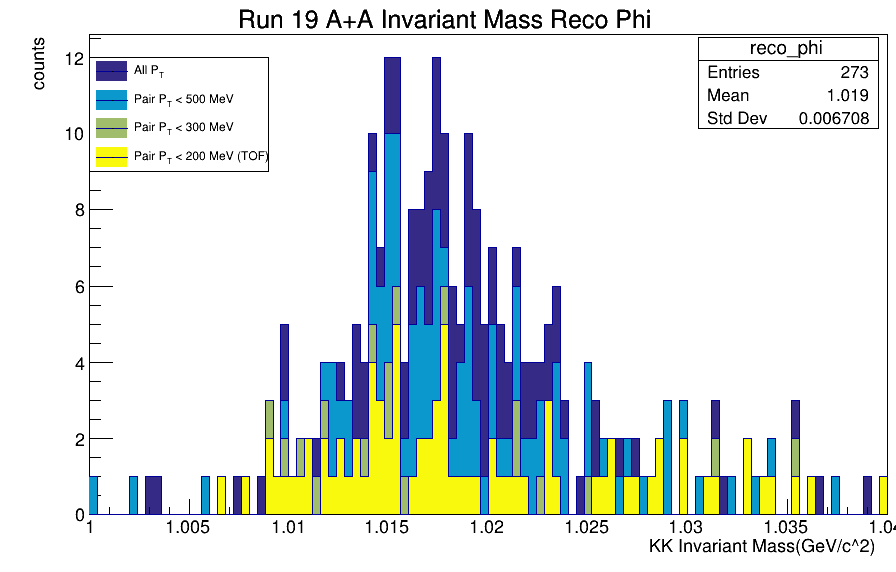 Run 19 A+A Invariant Mass Reco Phi
counts
reco_phi
Entries 273
Mean 1.019
Std Dev 0.006708
All P_T
Pair P_T < 500 MeV
Pair P_T < 300 MeV
Pair P_T < 200 MeV (TOF)
12
10
8
6
4
2
0
1 1.005 1.01 1.015 1.02 1.025 1.03 1.035 1.04
KK Invariant Mass(GeV/c^2)